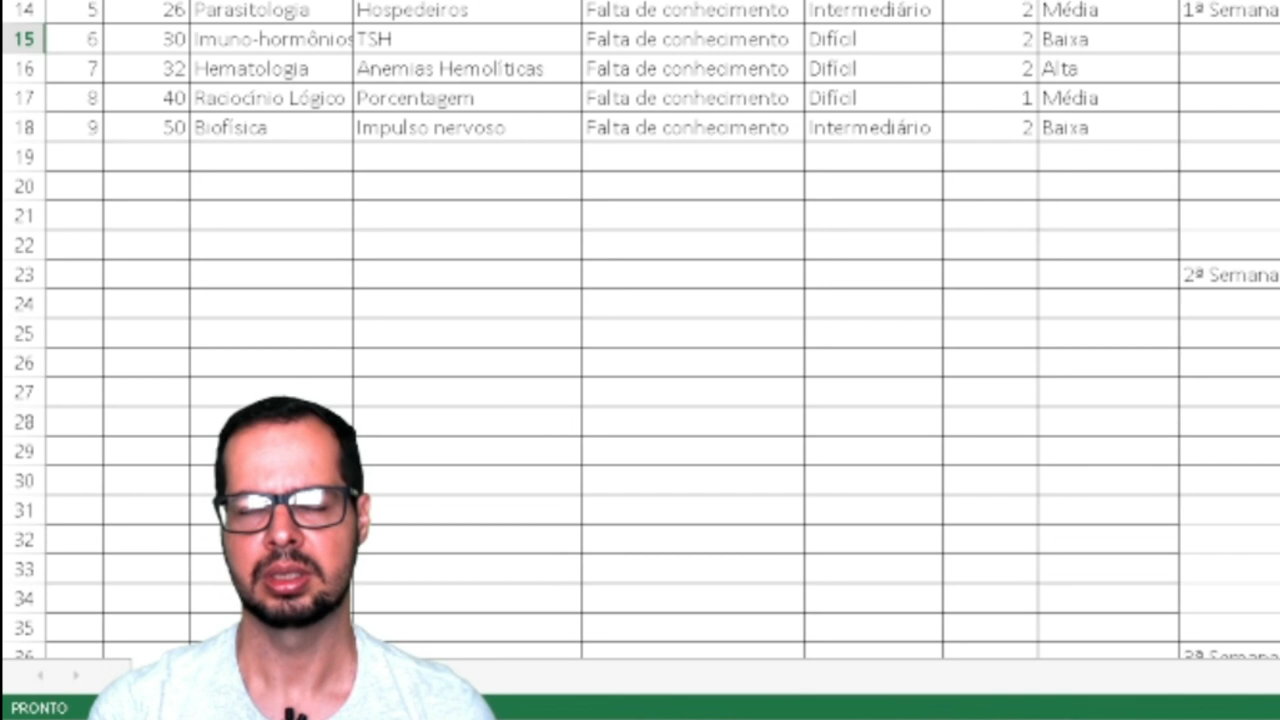 14 5 26 Parasitologia Hospedeiros Falta de conhecimento Intermediário 2 Média 1ª Semana
15 6 30 Imuno-hormônios TSH Falta de conhecimento Difícil 2 Baixa
16 7 32 Hematologia Anemias Hemolíticas Falta de conhecimento Difícil 2 Alta
17 8 40 Raciocínio Lógico Porcentagem Falta de conhecimento Difícil 1 Média
18 9 50 Biofísica Impulso nervoso Falta de conhecimento Intermediário 2 Baixa
19
20
21
22
23 2ª Semana
24
25
26
27
28
29
30
31
32
33
34
35
36 3ª Semana
PRONTO